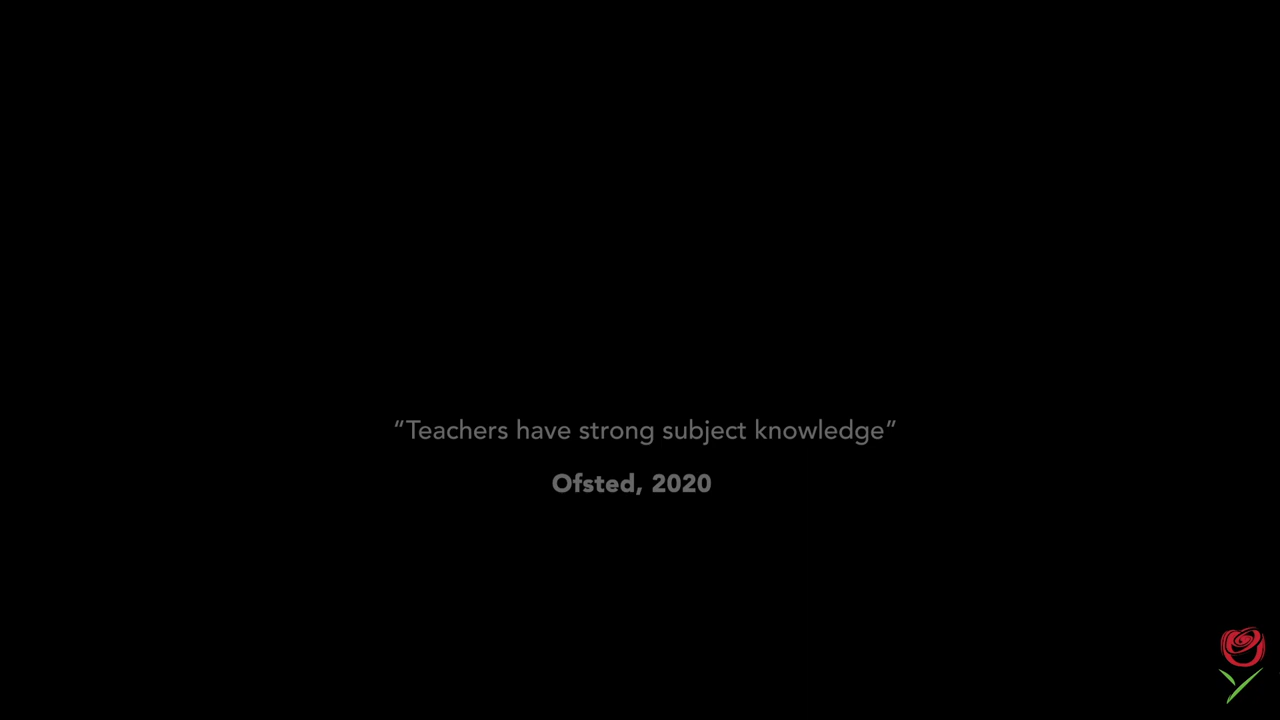 “Teachers have strong subject knowledge”
Ofsted, 2020